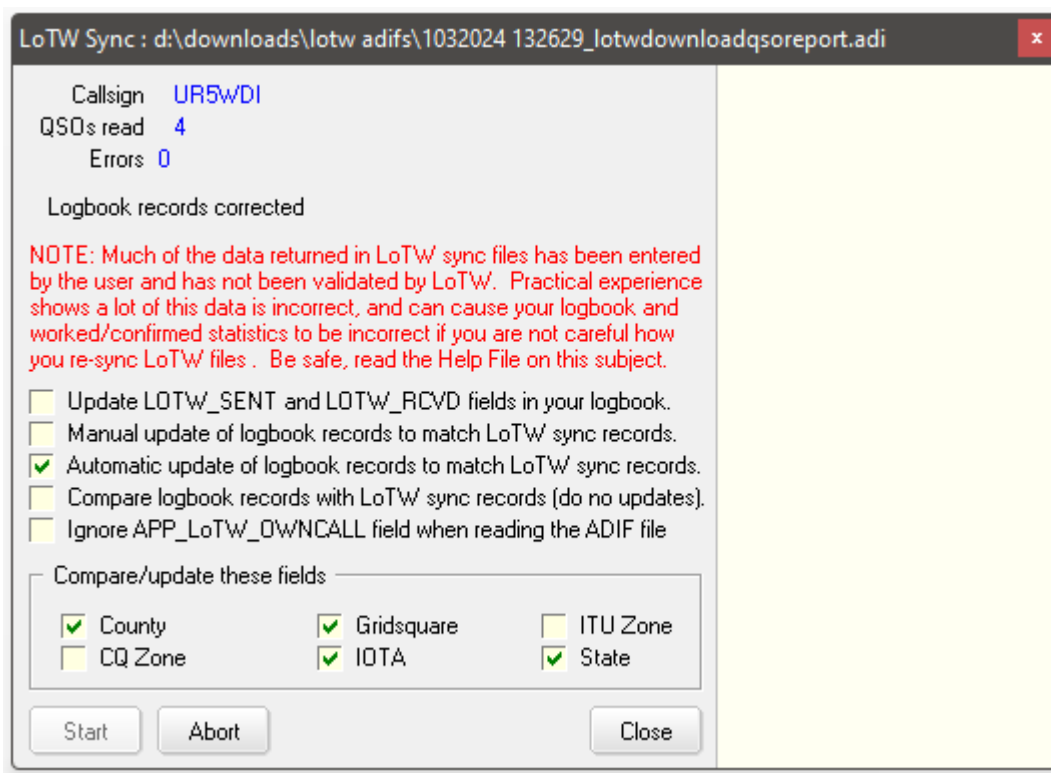 LoTW Sync : d:\downloads\lotw adifs\1032024 132629_lotwdownloadqsoreport.adi
x
Callsign UR5WDI
QSOs read 4
Errors 0
Logbook records corrected
NOTE: Much of the data returned in LoTW sync files has been entered
by the user and has not been validated by LoTW. Practical experience
shows a lot of this data is incorrect, and can cause your logbook and
worked/confirmed statistics to be incorrect if you are not careful how
you re-sync LoTW files . Be safe, read the Help File on this subject.
Update LOTW_SENT and LOTW_RCVD fields in your logbook.
Manual update of logbook records to match LoTW sync records.
Automatic update of logbook records to match LoTW sync records.
Compare logbook records with LoTW sync records (do no updates).
Ignore APP_LoTW_OWNCALL field when reading the ADIF file
Compare/update these fields
County Gridsquare ITU Zone
CQ Zone IOTA State
Start Abort Close